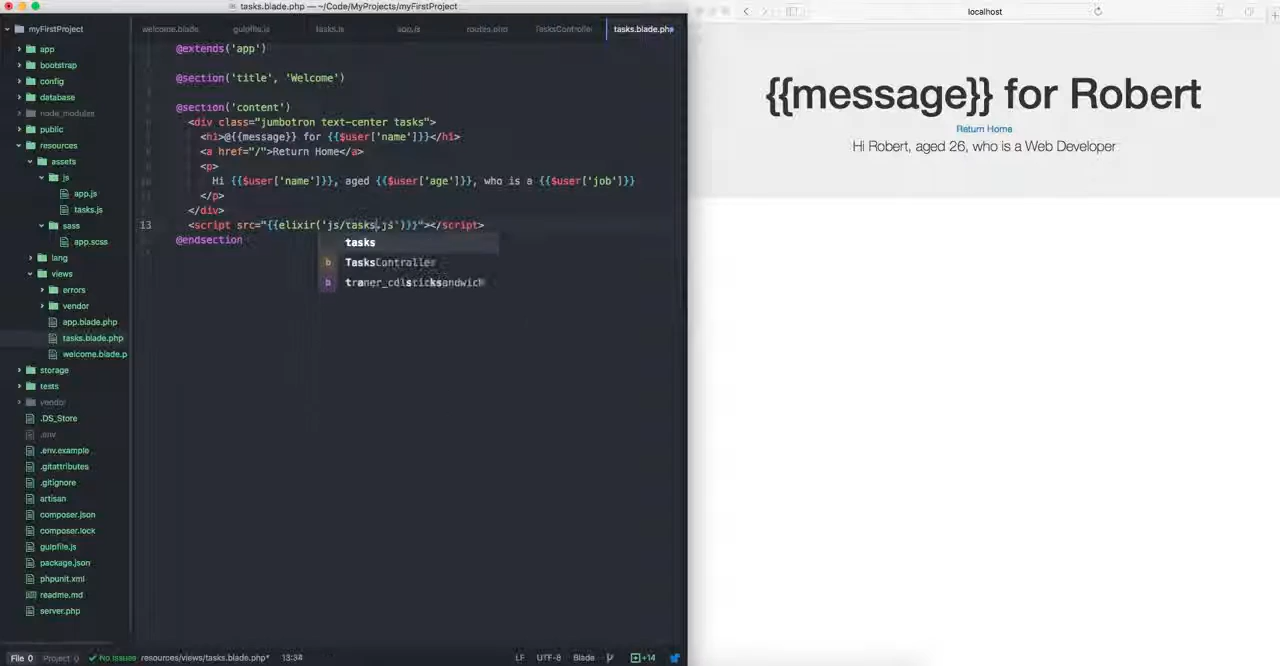 tasks.blade.php — ~/Code/MyProjects/myFirstProject
myFirstProject
app
bootstrap
config
database
node_modules
public
resources
assets
js
app.js
tasks.js
sass
app.scss
lang
views
errors
vendor
app.blade.php
tasks.blade.php
welcome.blade.p
storage
tests
vendor
.DS_Store
.env
.env.example
.gitattributes
.gitignore
artisan
composer.json
composer.lock
gulpfile.js
package.json
phpunit.xml
readme.md
server.php
welcome.blade gulpfile.js tasks.js app.js routes.php TasksController tasks.blade.php
@extends('app')
@section('title', 'Welcome')
@section('content')
<div class="jumbotron text-center tasks">
<h1>@{{message}} for {{$user['name']}}</h1>
<a href="/">Return Home</a>
<p>
Hi {{$user['name']}}, aged {{$user['age']}}, who is a {{$user['job']}}
</p>
</div>
13 <script src="{{elixir('js/tasks.js')}}"></script>
@endsection
tasks
b TasksController
b
File 0 Project 0 No Issues resources/views/tasks.blade.php* 13:34 LF UTF-8 Blade +14
localhost
{{message}} for Robert
Return Home
Hi Robert, aged 26, who is a Web Developer